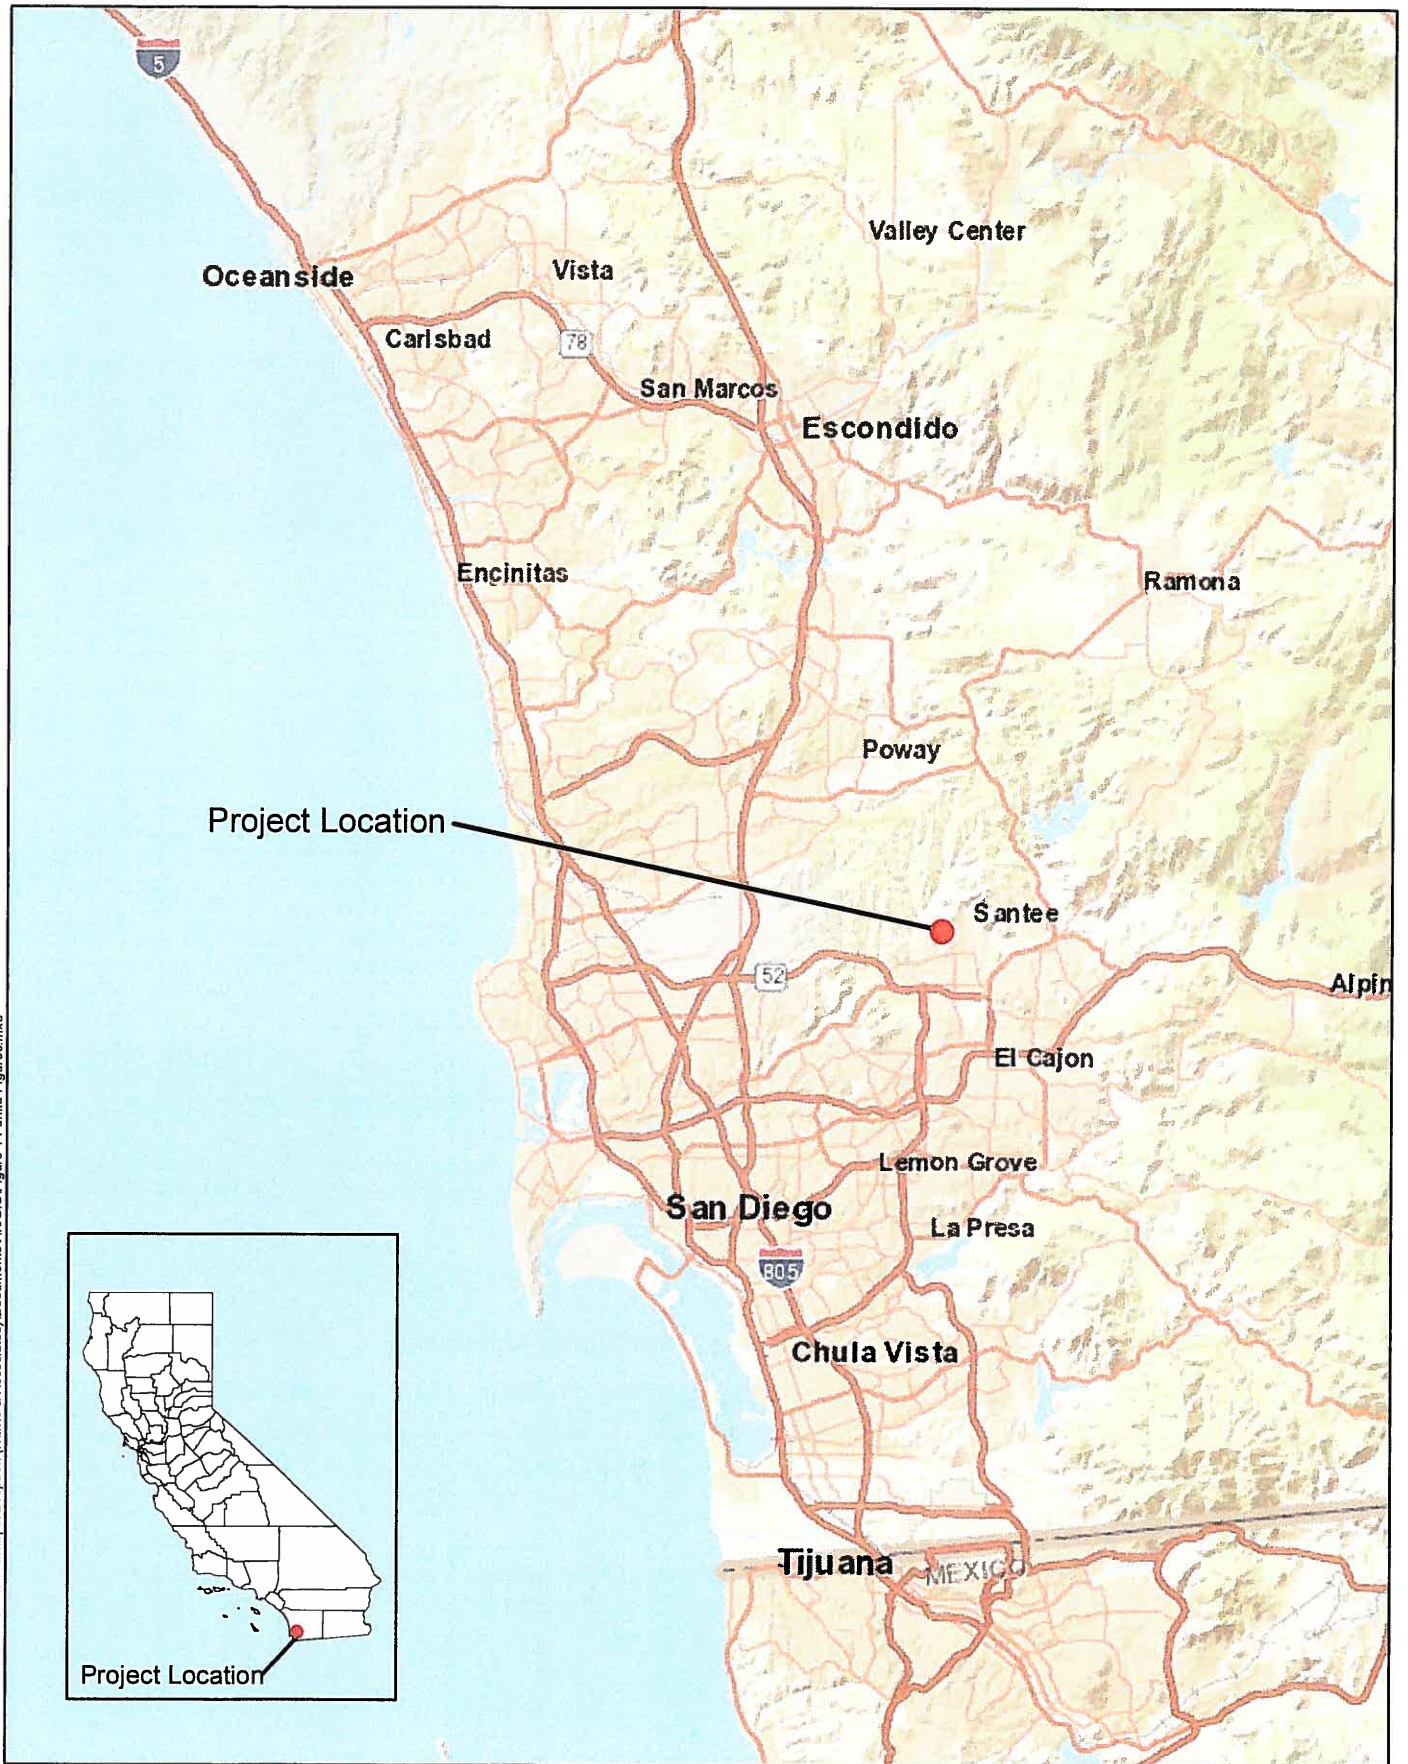 5
Valley Center
Oceanside
Vista
Carlsbad
78
San Marcos
Escondido
Encinitas
Ramona
Poway
Project Location
Santee
52
Alpin
El Cajon
Lemon Grove
San Diego
La Presa
805
Chula Vista
Tijuana
MEXICO
Project Location